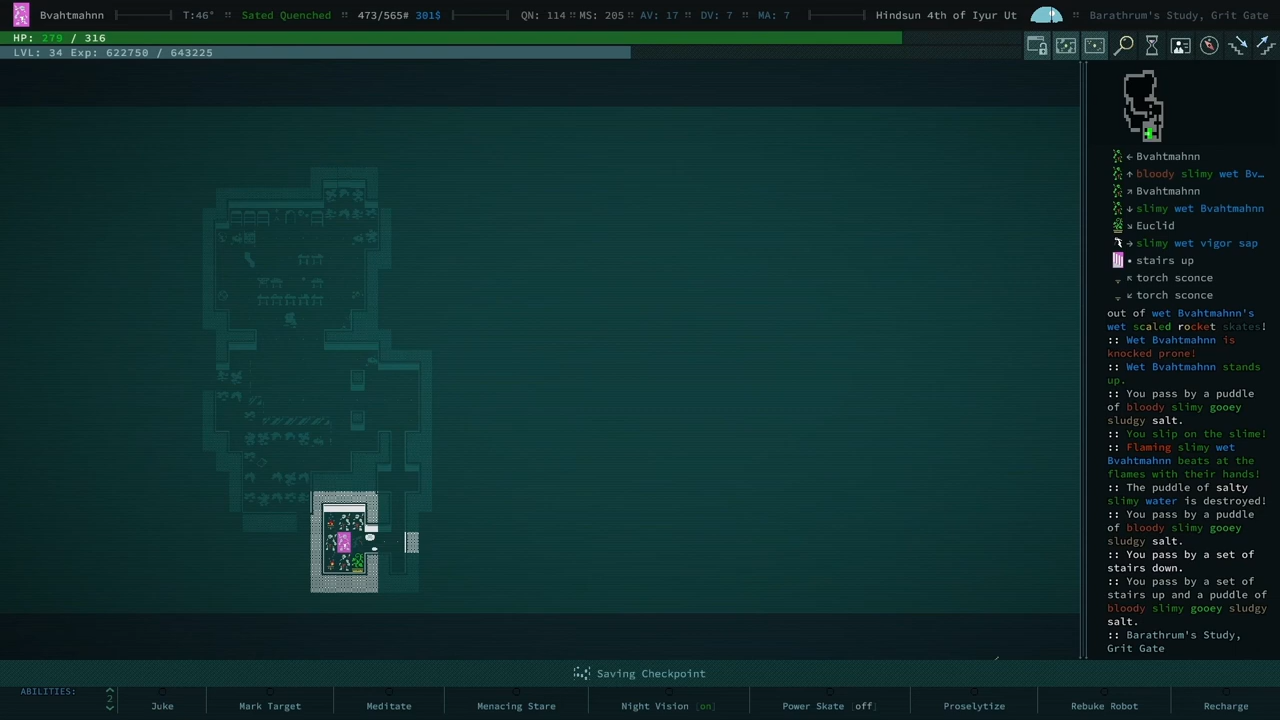 Bvahtmahnn T:46° Sated Quenched 473/565# 301$ QN: 114 MS: 205 AV: 17 DV: 7 MA: 7 Hindsun 4th of Iyur Ut Barathrum's Study, Grit Gate
HP: 279 / 316
LVL: 34 Exp: 622750 / 643225
Bvahtmahnn
bloody slimy wet Bv…
Bvahtmahnn
slimy wet Bvahtmahnn
Euclid
slimy wet vigor sap
stairs up
torch sconce
torch sconce
out of wet Bvahtmahnn's
wet scaled rocket skates!
:: Wet Bvahtmahnn is
knocked prone!
:: Wet Bvahtmahnn stands
up.
:: You pass by a puddle
of bloody slimy gooey
sludgy salt.
:: You slip on the slime!
:: Flaming slimy wet
Bvahtmahnn beats at the
flames with their hands!
:: The puddle of salty
slimy water is destroyed!
:: You pass by a puddle
of bloody slimy gooey
sludgy salt.
:: You pass by a set of
stairs down.
:: You pass by a set of
stairs up and a puddle of
bloody slimy gooey sludgy
salt.
:: Barathrum's Study,
Grit Gate
Saving Checkpoint
ABILITIES: 2 Juke Mark Target Meditate Menacing Stare Night Vision [on] Power Skate [off] Proselytize Rebuke Robot Recharge